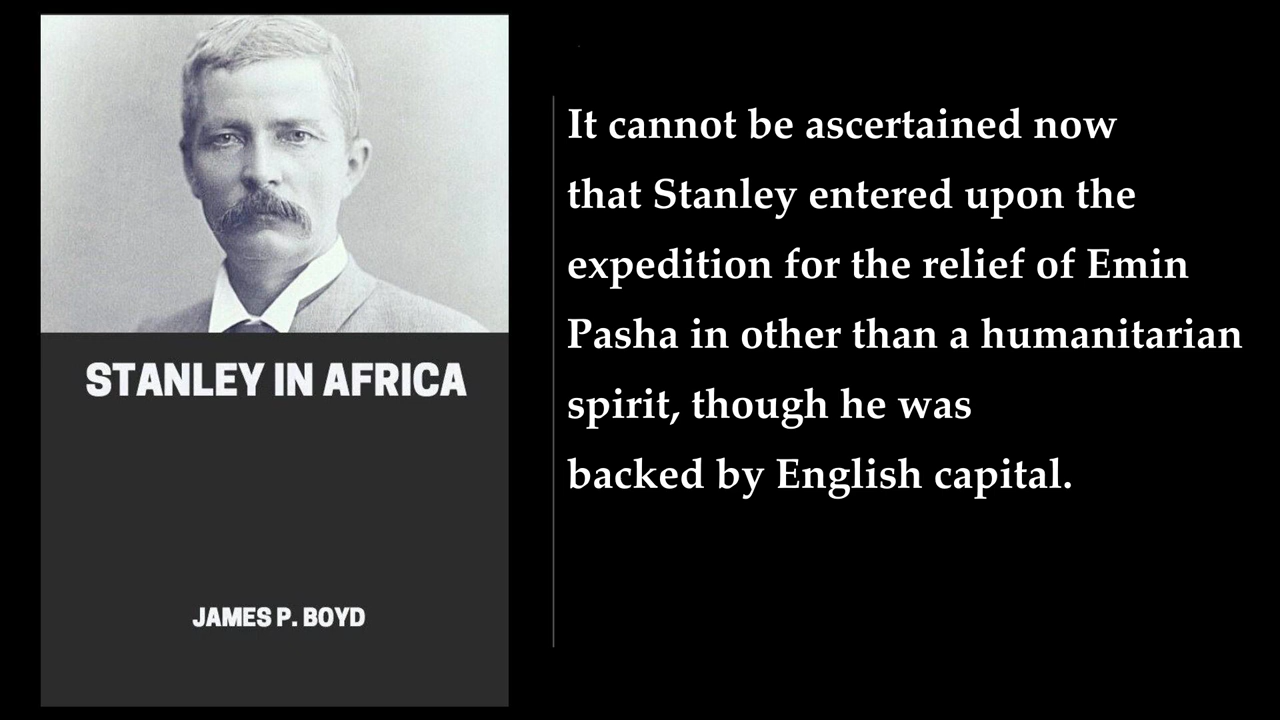 STANLEY IN AFRICA
JAMES P. BOYD
It cannot be ascertained now
that Stanley entered upon the
expedition for the relief of Emin
Pasha in other than a humanitarian
spirit, though he was
backed by English capital.